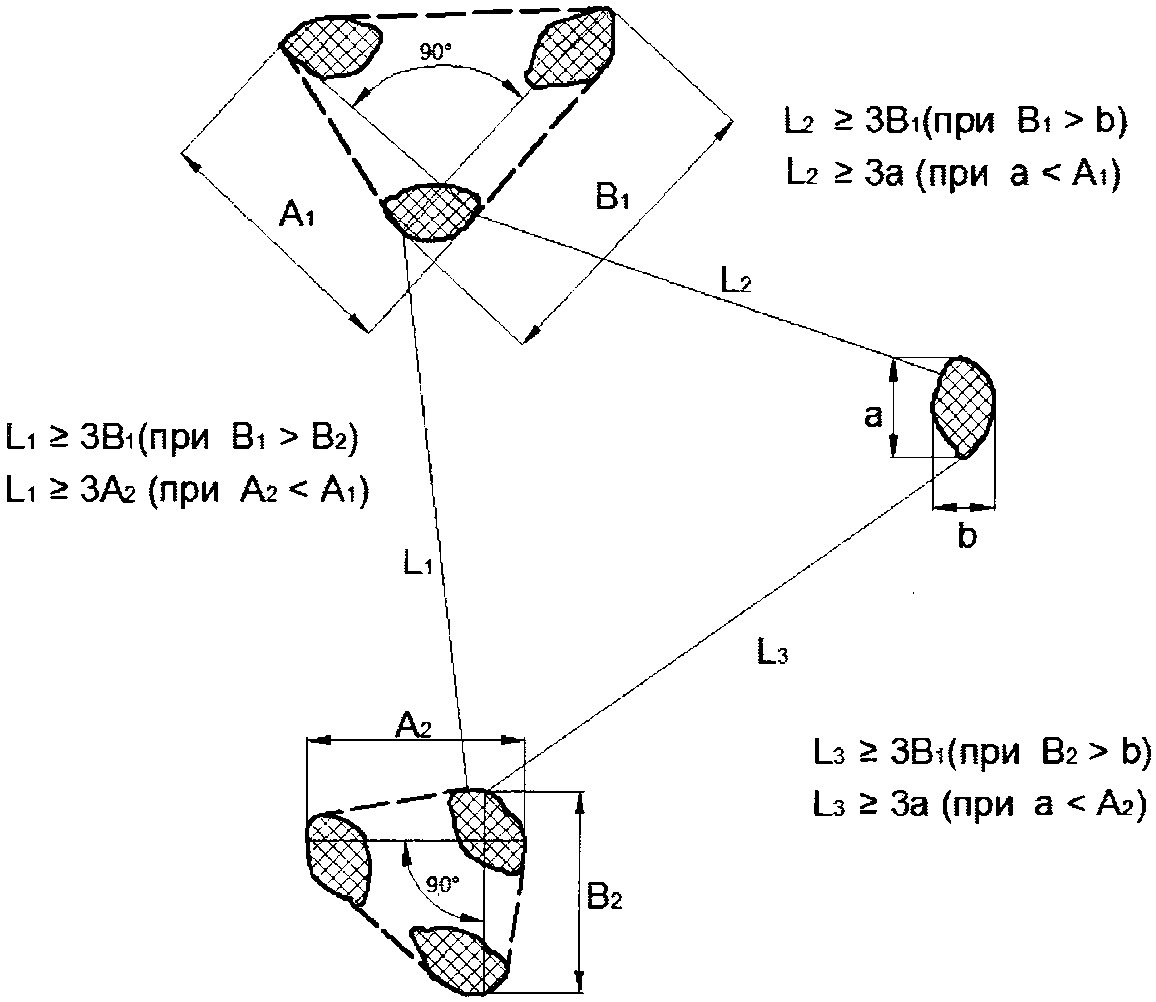 90°
L2 ≥ 3B1(при B1 > b)
L2 ≥ 3a (при a < A1)
A1
B1
L2
a
b
L1 ≥ 3B1(при B1 > B2)
L1 ≥ 3A2 (при A2 < A1)
L1
L3
A2
L3 ≥ 3B1(при B2 > b)
L3 ≥ 3a (при a < A2)
90°
B2